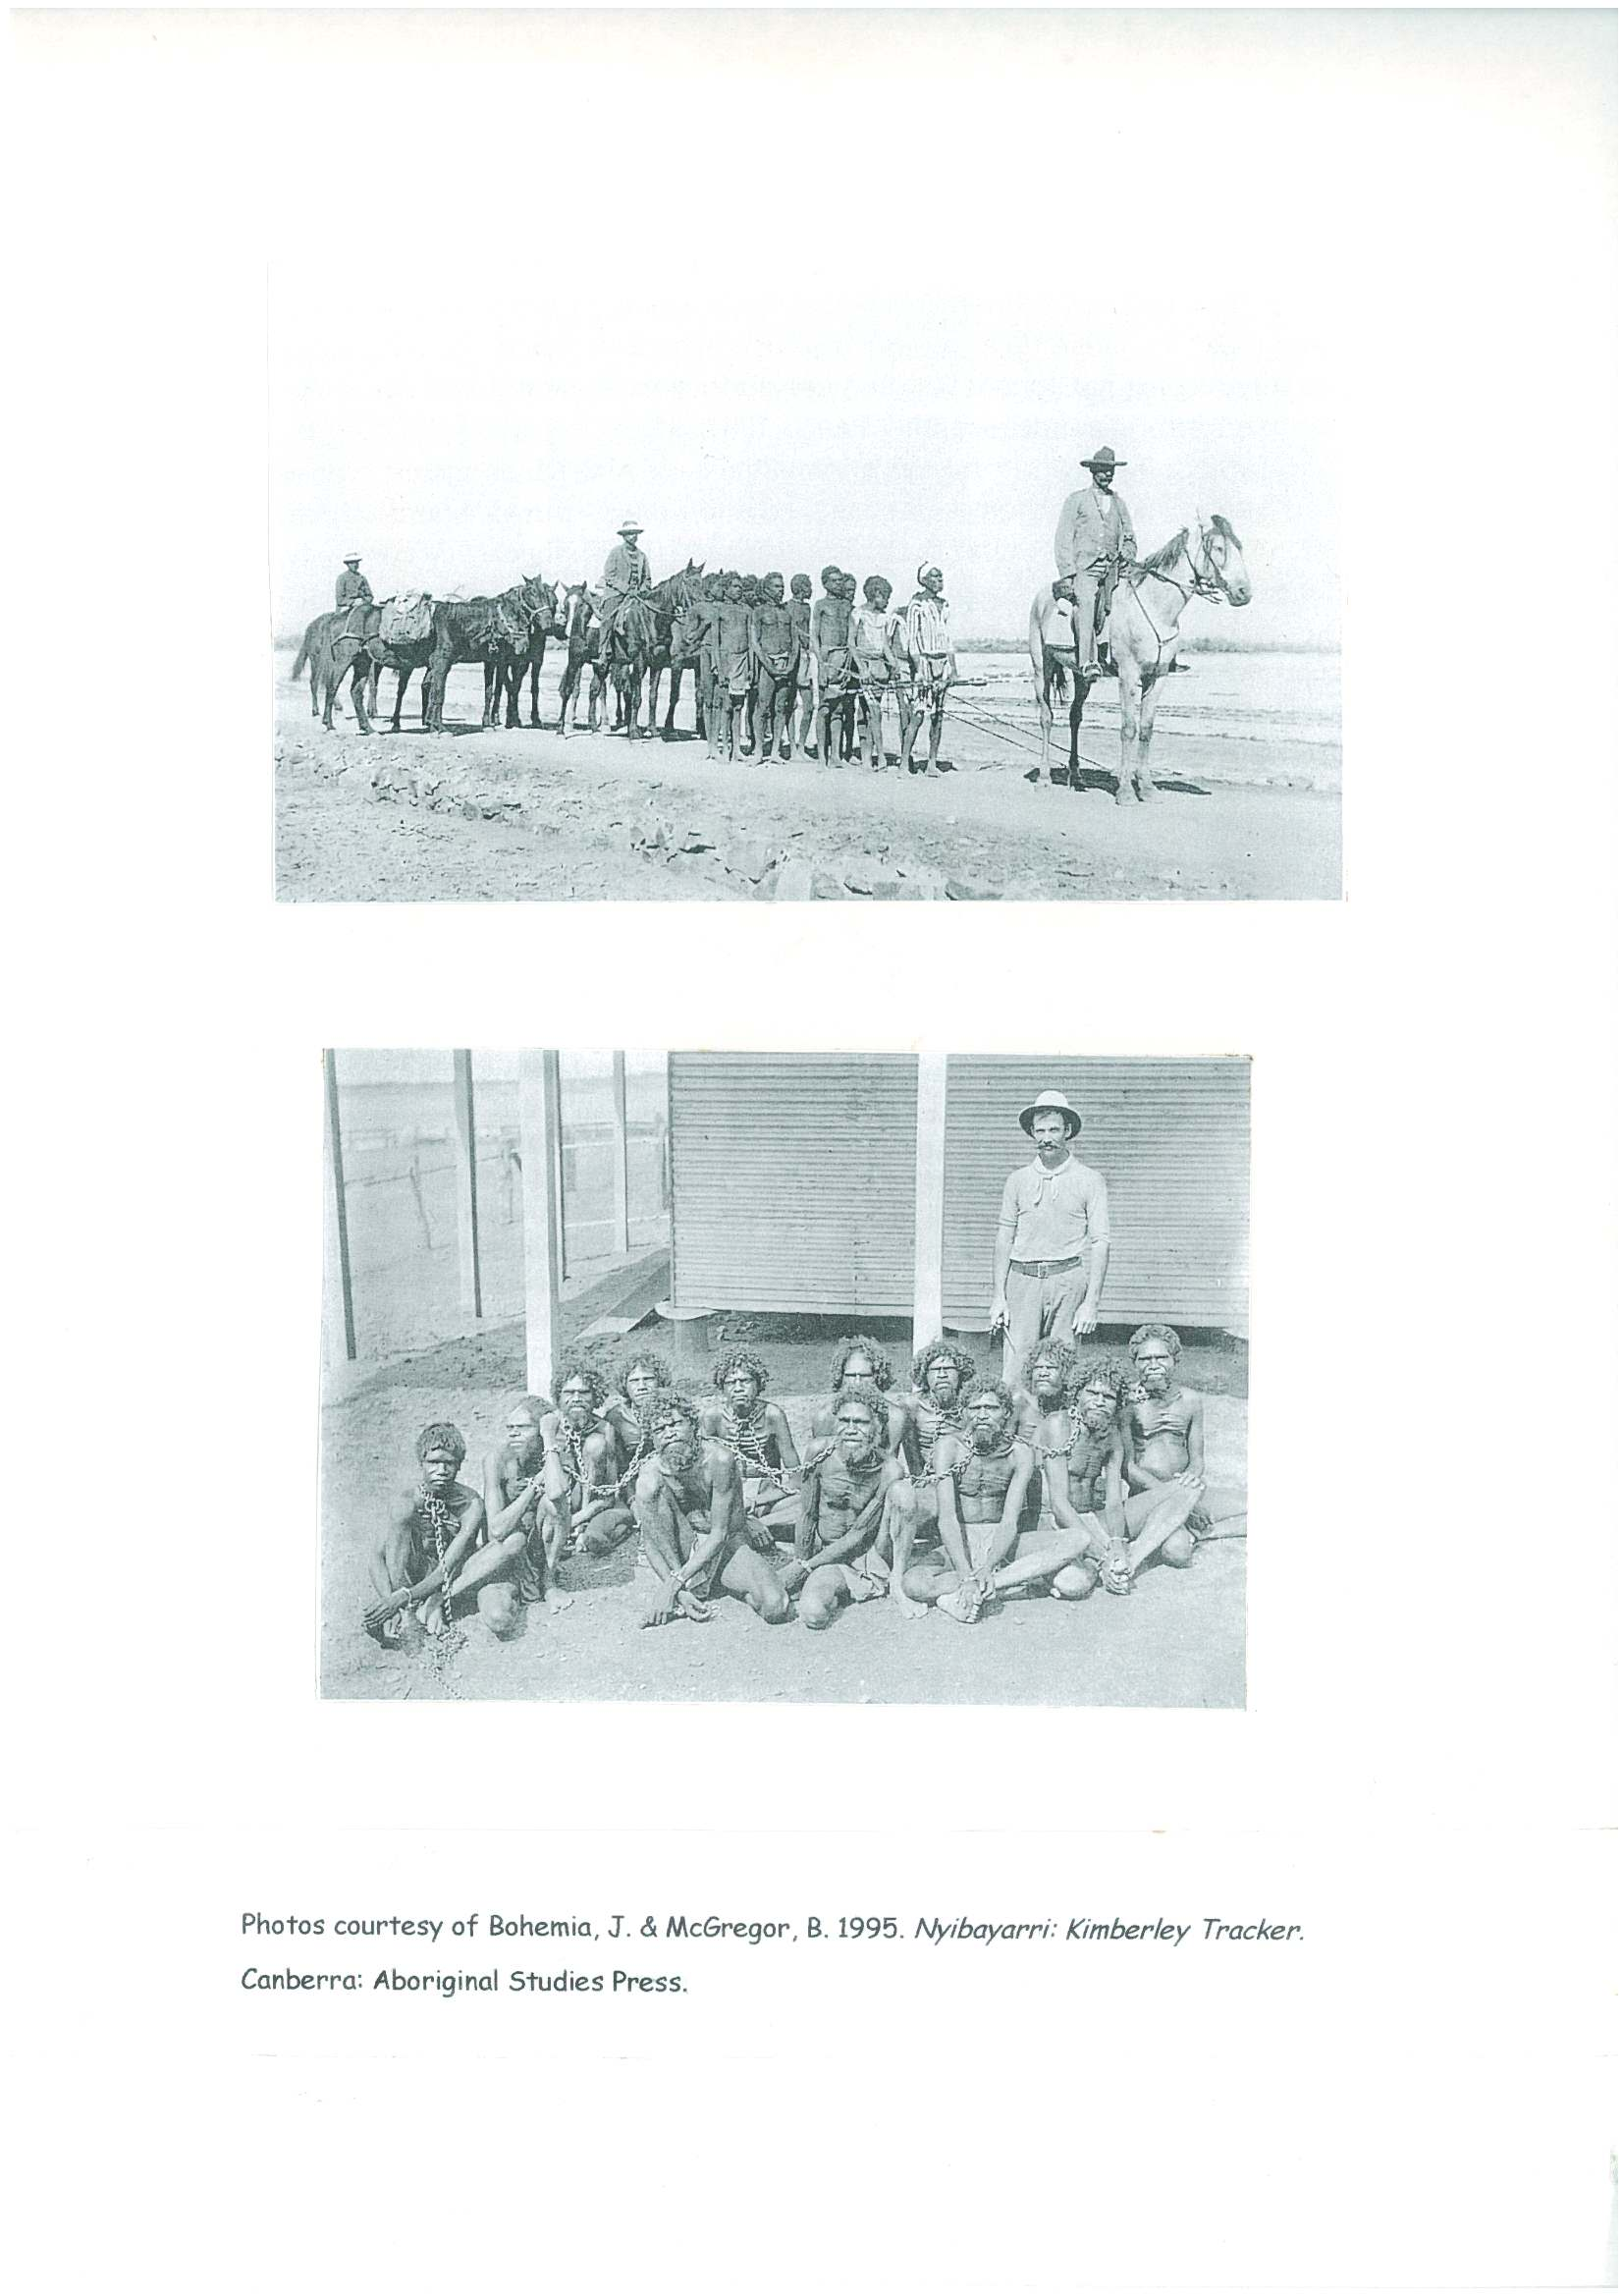 Photos courtesy of Bohemia, J. & McGregor, B. 1995. Nyibayarri: Kimberley Tracker.
Canberra: Aboriginal Studies Press.